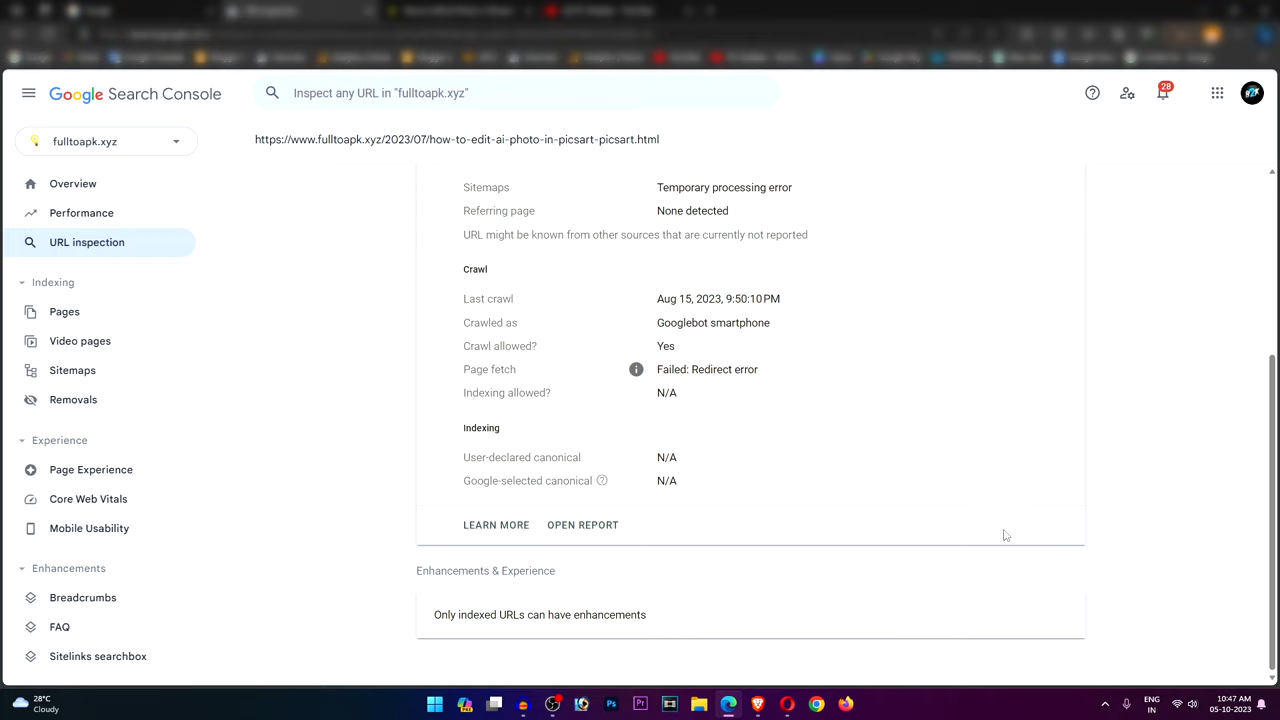 Google Search Console
Inspect any URL in "fulltoapk.xyz"
28
fulltoapk.xyz
https://www.fulltoapk.xyz/2023/07/how-to-edit-ai-photo-in-picsart-picsart.html
Overview
Performance
URL inspection
Indexing
Pages
Video pages
Sitemaps
Removals
Experience
Page Experience
Core Web Vitals
Mobile Usability
Enhancements
Breadcrumbs
FAQ
Sitelinks searchbox
Sitemaps Temporary processing error
Referring page None detected
URL might be known from other sources that are currently not reported
Crawl
Last crawl Aug 15, 2023, 9:50:10 PM
Crawled as Googlebot smartphone
Crawl allowed? Yes
Page fetch Failed: Redirect error
Indexing allowed? N/A
Indexing
User-declared canonical N/A
Google-selected canonical N/A
LEARN MORE OPEN REPORT
Enhancements & Experience
Only indexed URLs can have enhancements
28°C
Cloudy
ENG
IN
10:47 AM
05-10-2023